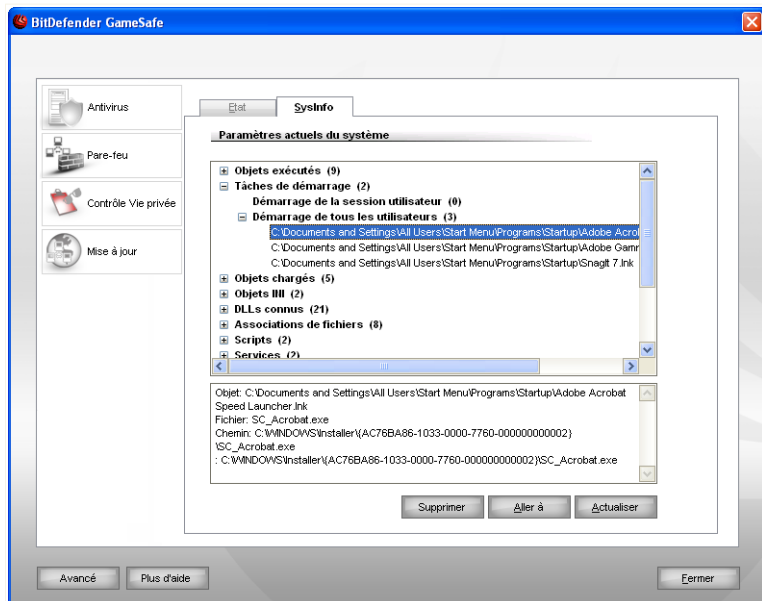 BitDefender GameSafe
Antivirus
Pare-feu
Contrôle Vie privée
Mise à jour
Etat
SysInfo
Paramètres actuels du système
Objets exécutés (9)
Tâches de démarrage (2)
Démarrage de la session utilisateur (0)
Démarrage de tous les utilisateurs (3)
C:\Documents and Settings\All Users\Start Menu\Programs\Startup\Adobe Acrol
C:\Documents and Settings\All Users\Start Menu\Programs\Startup\Adobe Gamr
C:\Documents and Settings\All Users\Start Menu\Programs\Startup\SnagIt 7.lnk
Objets chargés (5)
Objets INI (2)
DLLs connus (21)
Associations de fichiers (8)
Scripts (2)
Services (2)
Objet: C:\Documents and Settings\All Users\Start Menu\Programs\Startup\Adobe Acrobat
Speed Launcher.lnk
Fichier: SC_Acrobat.exe
Chemin: C:\WINDOWS\Installer\{AC76BA86-1033-0000-7760-000000000002}
\SC_Acrobat.exe
: C:\WINDOWS\Installer\{AC76BA86-1033-0000-7760-000000000002}\SC_Acrobat.exe
Supprimer
Aller à
Actualiser
Avancé
Plus d'aide
Fermer